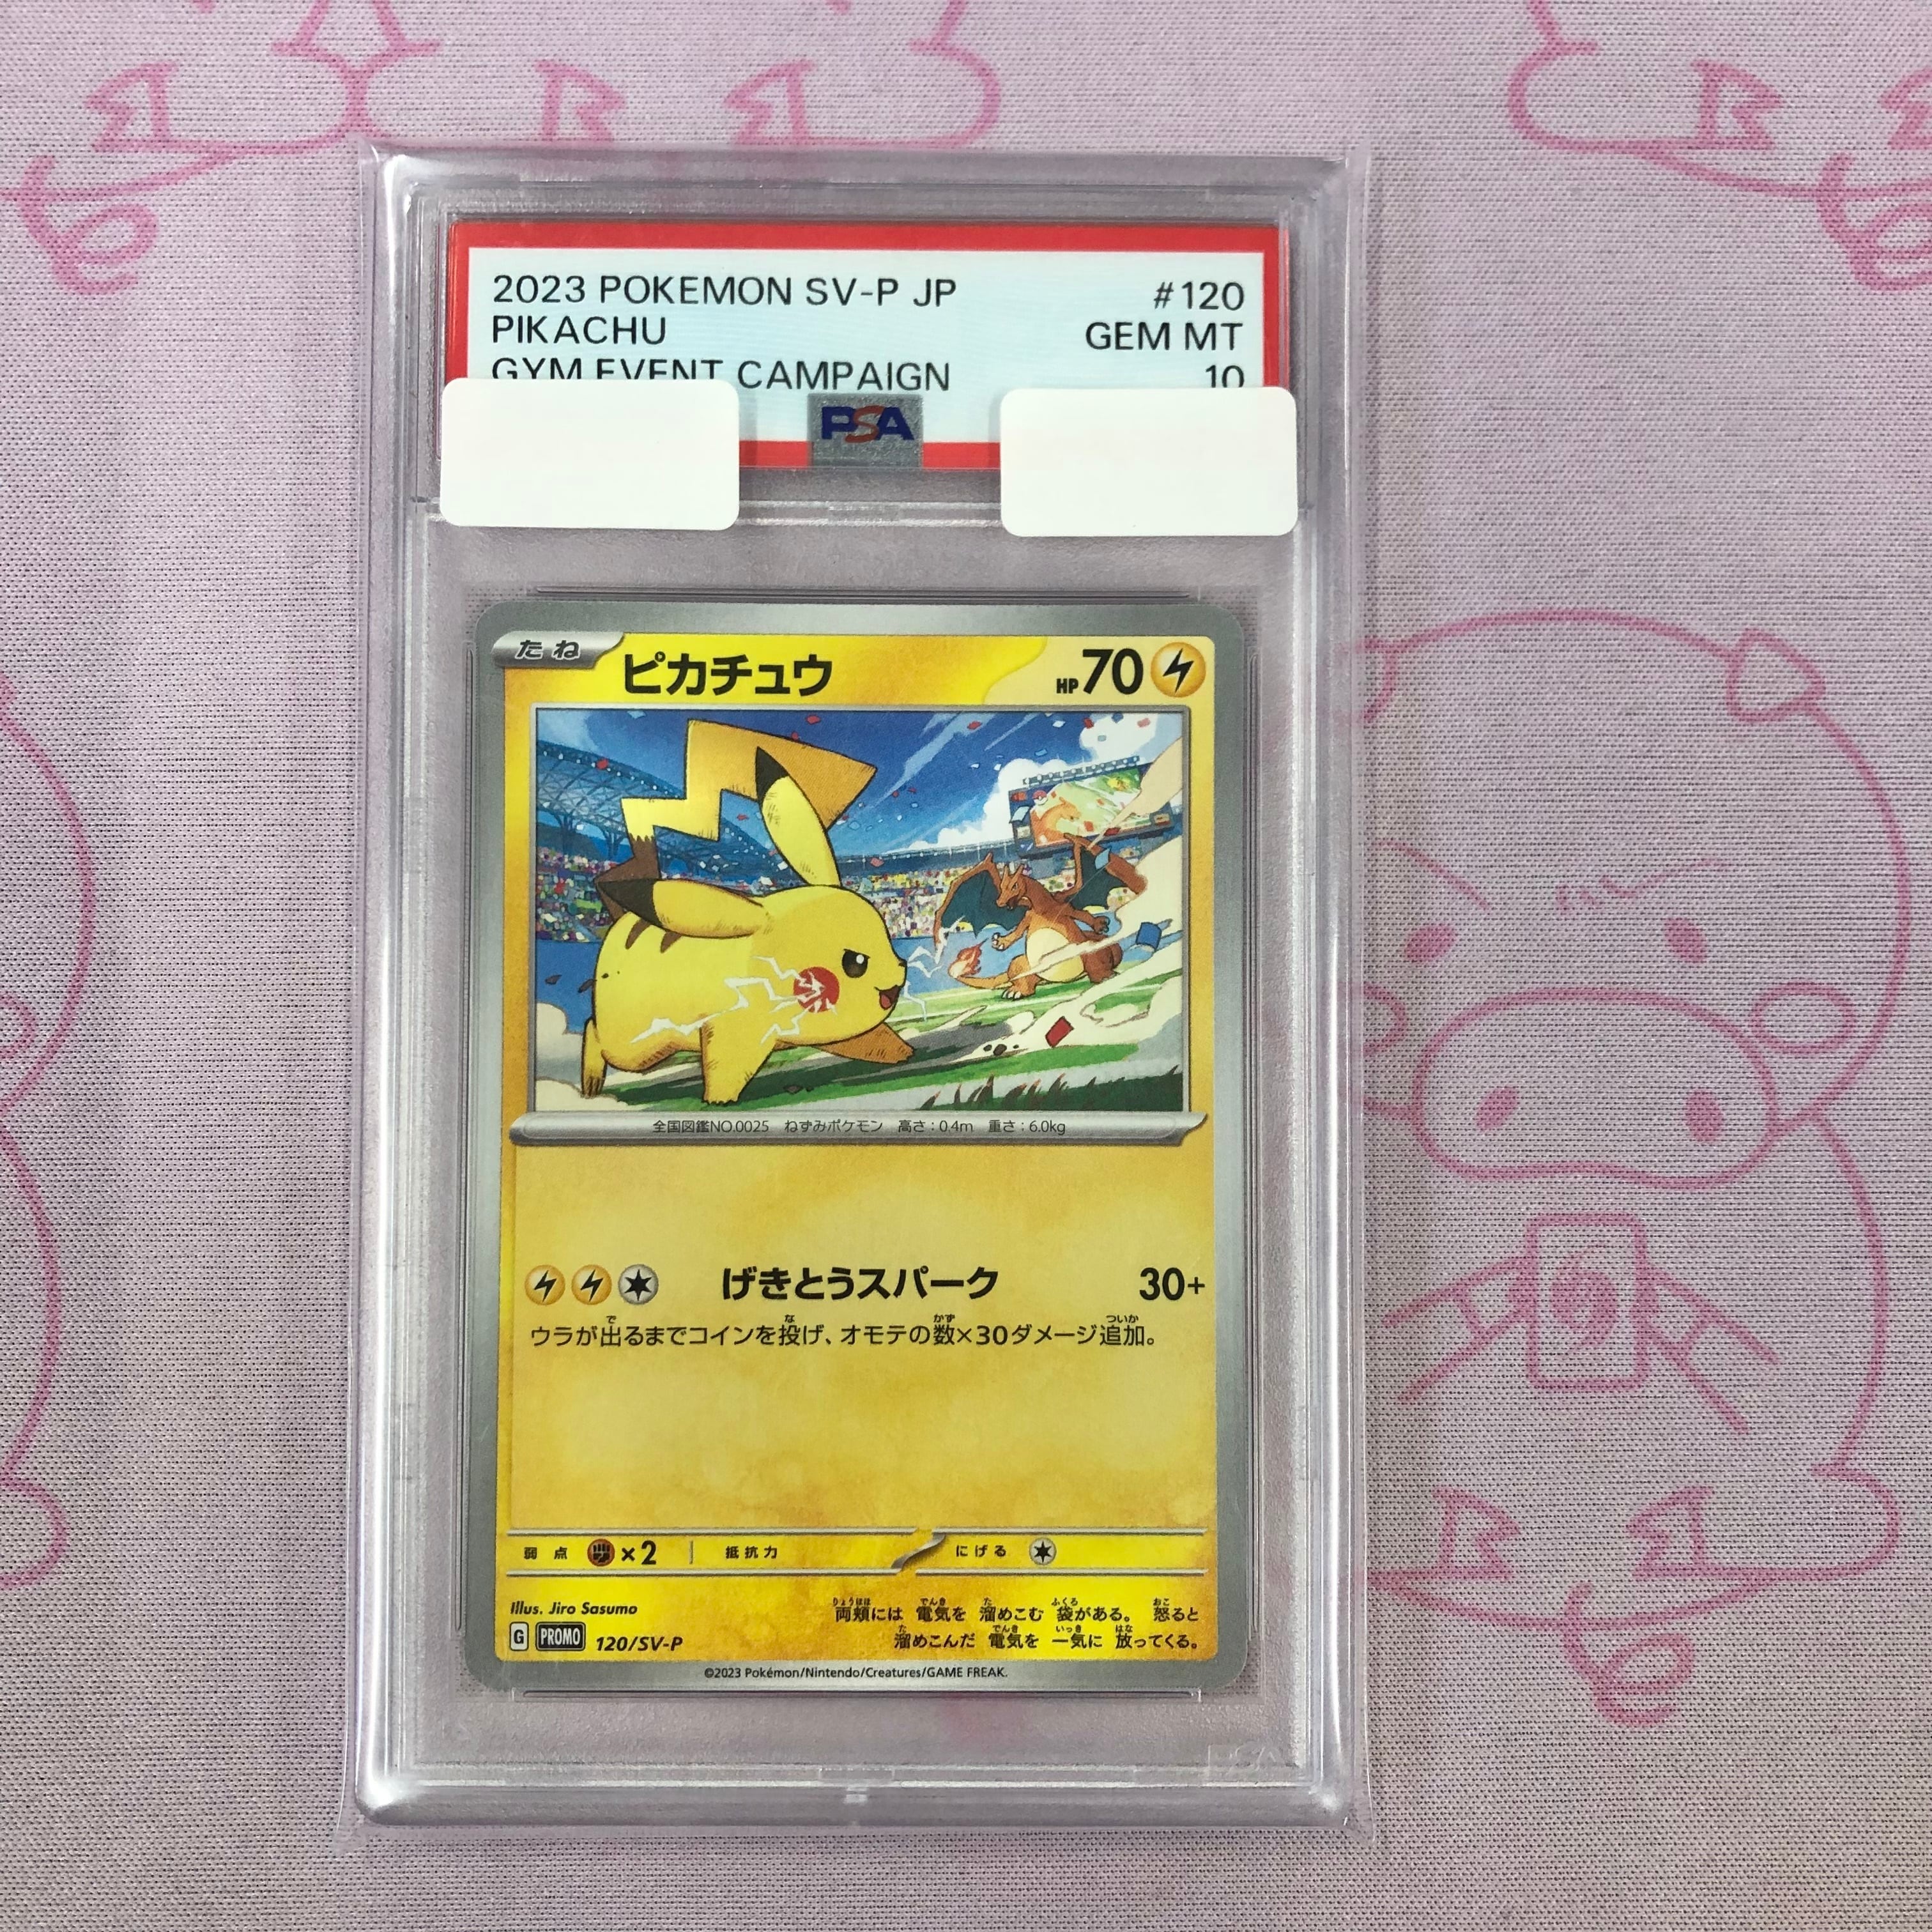 2023 POKEMON SV-P JP #120
PIKACHU GEM MT
GYM EVENT CAMPAIGN 10
PSA
たね ピカチュウ HP70
全国図鑑NO.0025 ねずみポケモン 高さ:0.4m 重さ:6.0kg
げきとうスパーク 30+
ウラが出るまでコインを投げ、オモテの数×30ダメージ追加。
弱点 ×2 抵抗力 にげる
Illus. Jiro Sasumo
両頬には 電気を 溜めこむ 袋がある。 怒ると
G PROMO 120/SV-P
溜めこんだ 電気を 一気に 放ってくる。
©2023 Pokémon/Nintendo/Creatures/GAME FREAK.
PSA